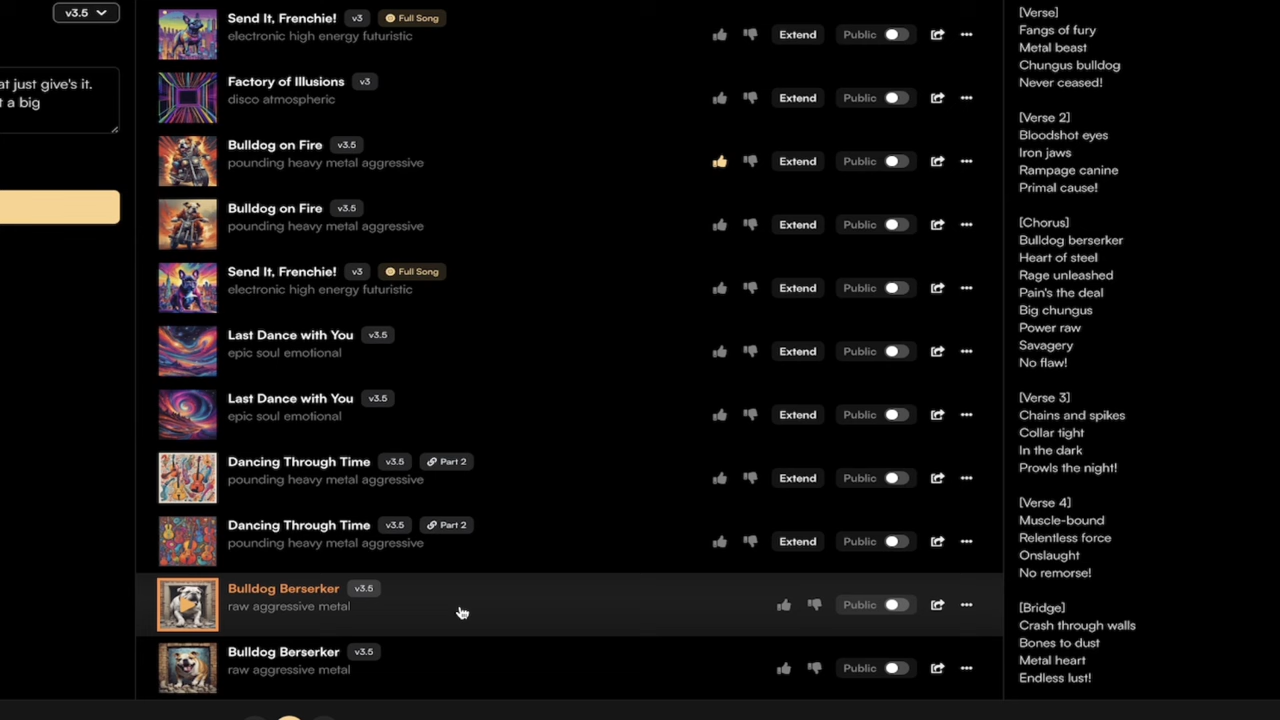 v3.5
at just give's it.
t a big
Send It, Frenchie! v3 Full Song
electronic high energy futuristic
Extend Public
Factory of Illusions v3
disco atmospheric
Extend Public
Bulldog on Fire v3.5
pounding heavy metal aggressive
Extend Public
Bulldog on Fire v3.5
pounding heavy metal aggressive
Extend Public
Send It, Frenchie! v3 Full Song
electronic high energy futuristic
Extend Public
Last Dance with You v3.5
epic soul emotional
Extend Public
Last Dance with You v3.5
epic soul emotional
Extend Public
Dancing Through Time v3.5 Part 2
pounding heavy metal aggressive
Extend Public
Dancing Through Time v3.5 Part 2
pounding heavy metal aggressive
Extend Public
Bulldog Berserker v3.5
raw aggressive metal
Public
Bulldog Berserker v3.5
raw aggressive metal
Public
[Verse]
Fangs of fury
Metal beast
Chungus bulldog
Never ceased!
[Verse 2]
Bloodshot eyes
Iron jaws
Rampage canine
Primal cause!
[Chorus]
Bulldog berserker
Heart of steel
Rage unleashed
Pain's the deal
Big chungus
Power raw
Savagery
No flaw!
[Verse 3]
Chains and spikes
Collar tight
In the dark
Prowls the night!
[Verse 4]
Muscle-bound
Relentless force
Onslaught
No remorse!
[Bridge]
Crash through walls
Bones to dust
Metal heart
Endless lust!